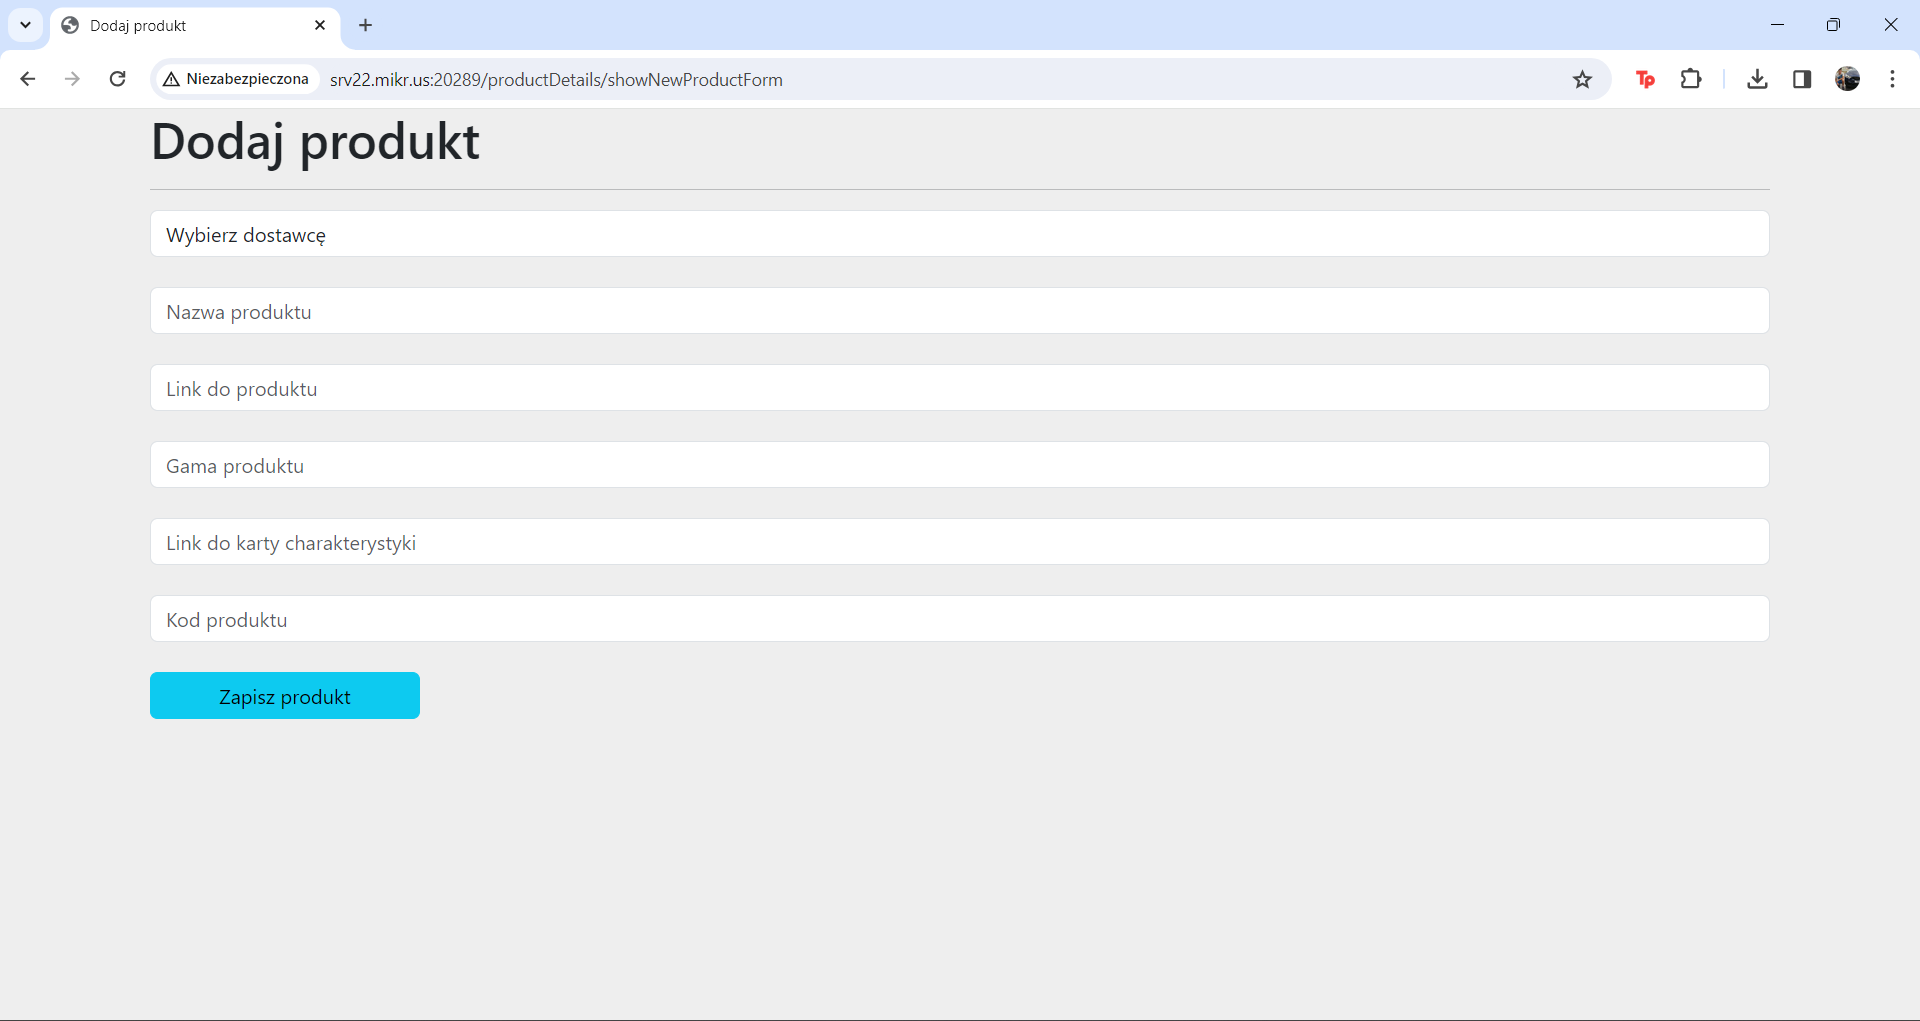 Dodaj produkt
Niezabezpieczona
srv22.mikr.us:20289/productDetails/showNewProductForm
Tp
Dodaj produkt
Wybierz dostawcę
Nazwa produktu
Link do produktu
Gama produktu
Link do karty charakterystyki
Kod produktu
Zapisz produkt